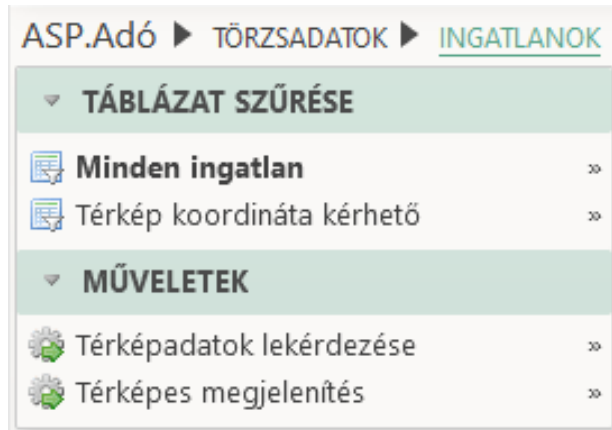 ASP.Adó ▶ TÖRZSADATOK ▶ INGATLANOK
TÁBLÁZAT SZŰRÉSE
Minden ingatlan »
Térkép koordináta kérhető »
MŰVELETEK
Térképadatok lekérdezése »
Térképes megjelenítés »